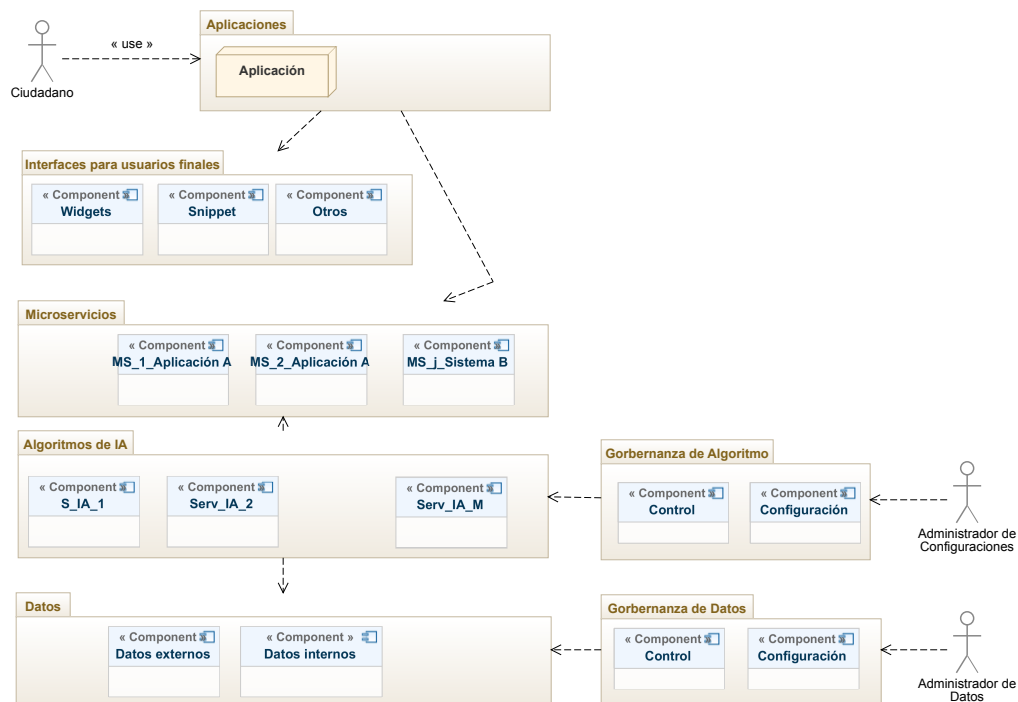 Aplicaciones
« use »
Aplicación
Ciudadano
Interfaces para usuarios finales
« Component
Widgets
« Component
Snippet
« Component
Otros
Microservicios
« Component
MS_1_Aplicación A
« Component
MS_2_Aplicación A
« Component
MS_j_Sistema B
Algoritmos de IA
« Component
S_IA_1
« Component
Serv_IA_2
« Component
Serv_IA_M
Gorbernanza de Algoritmo
« Component
Control
« Component
Configuración
Administrador de
Configuraciones
Datos
« Component
Datos externos
« Component »
Datos internos
Gorbernanza de Datos
« Component
Control
« Component
Configuración
Administrador de
Datos